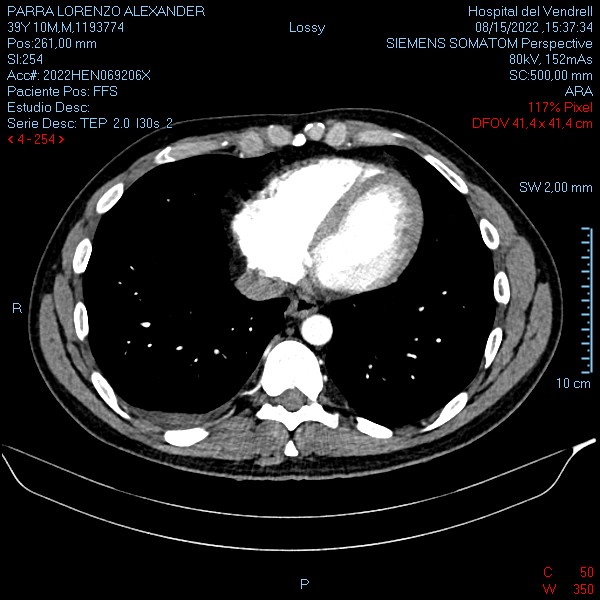 PARRA LORENZO ALEXANDER
39Y 10M,M,1193774
Pos:261,00 mm
SI:254
Acc#: 2022HEN069206X
Paciente Pos: FFS
Estudio Desc:
Serie Desc: TEP 2.0 I30s_2
< 4 - 254 >
Lossy
Hospital del Vendrell
08/15/2022 ,15:37:34
SIEMENS SOMATOM Perspective
80kV, 152mAs
SC:500,00 mm
ARA
117% Pixel
DFOV 41,4 x 41,4 cm
SW 2,00 mm
R
10 cm
P
C 50
W 350